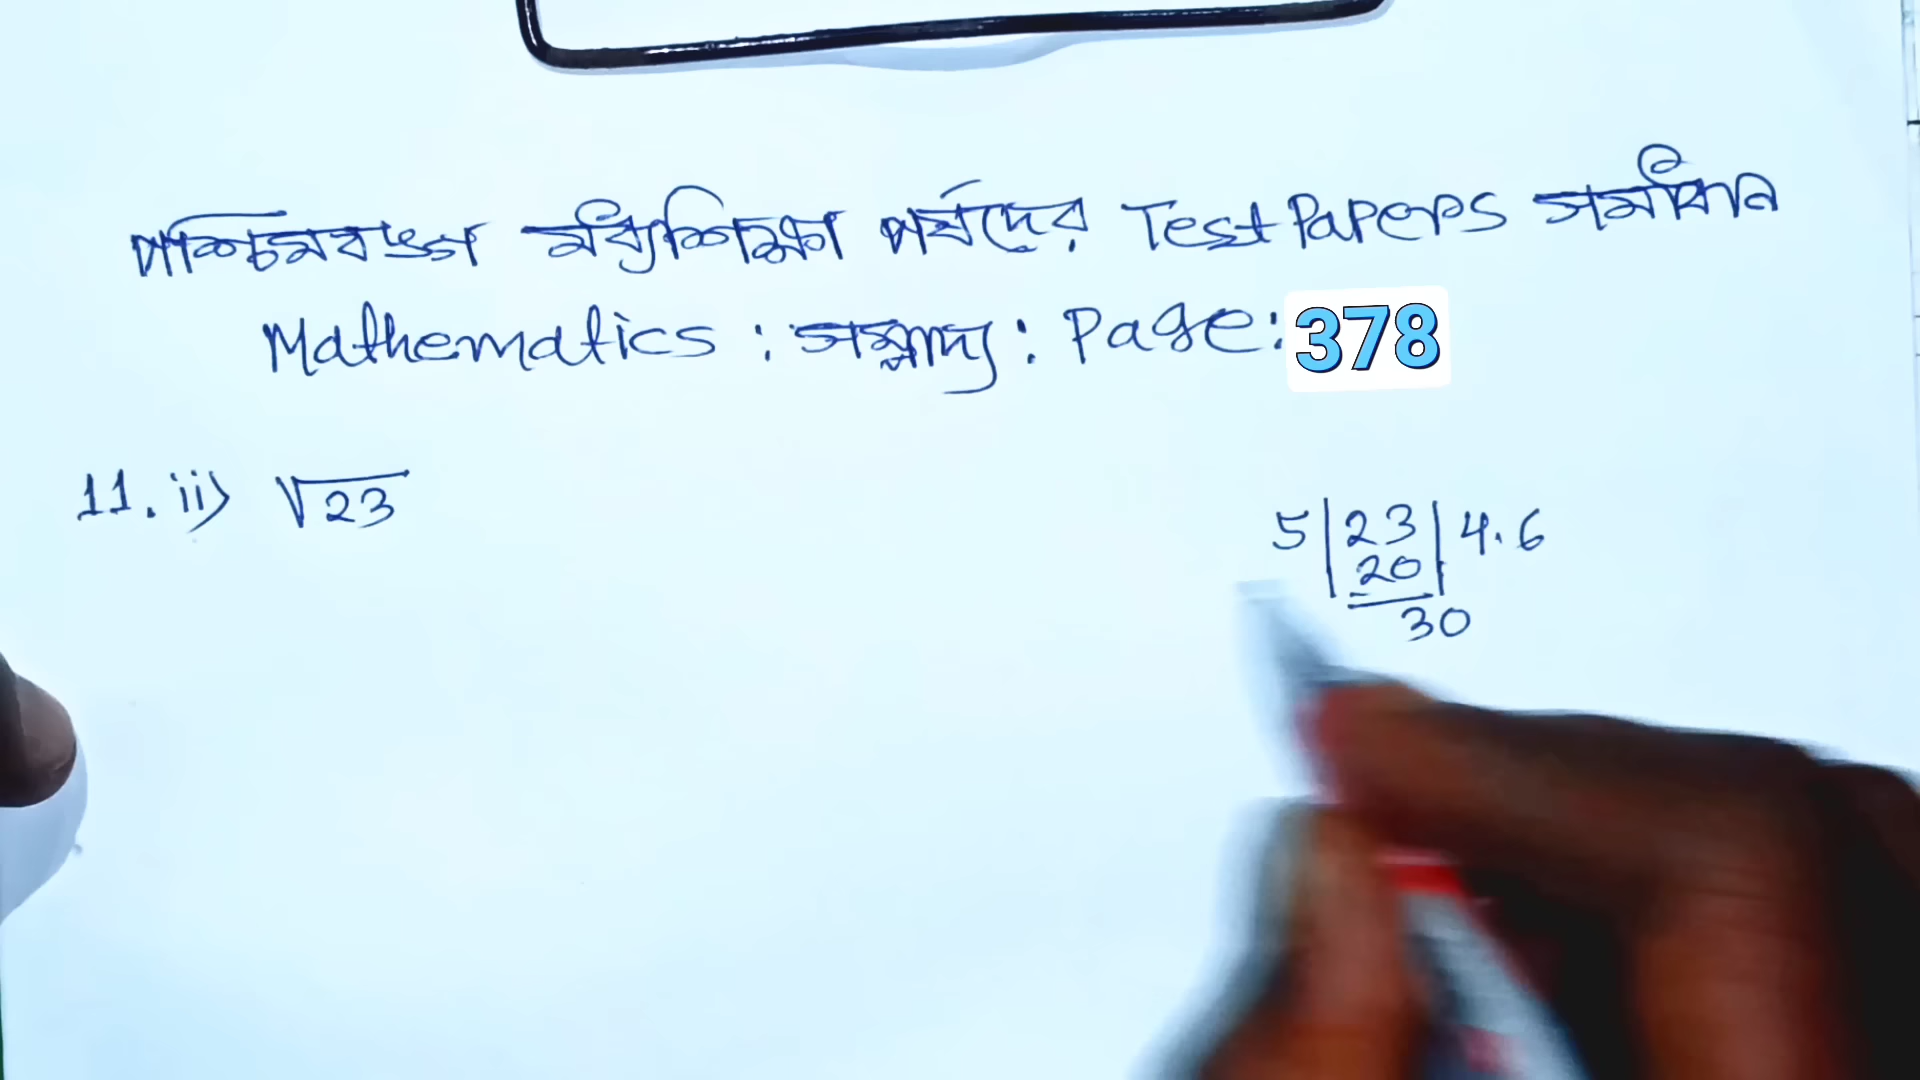 পশ্চিমবঙ্গ মধ্যশিক্ষা পর্ষদের Test Papers সমাধান
Mathematics : সম্পাদ্য : Page: 378
11. ii) √23
5|23|4.6
20
30